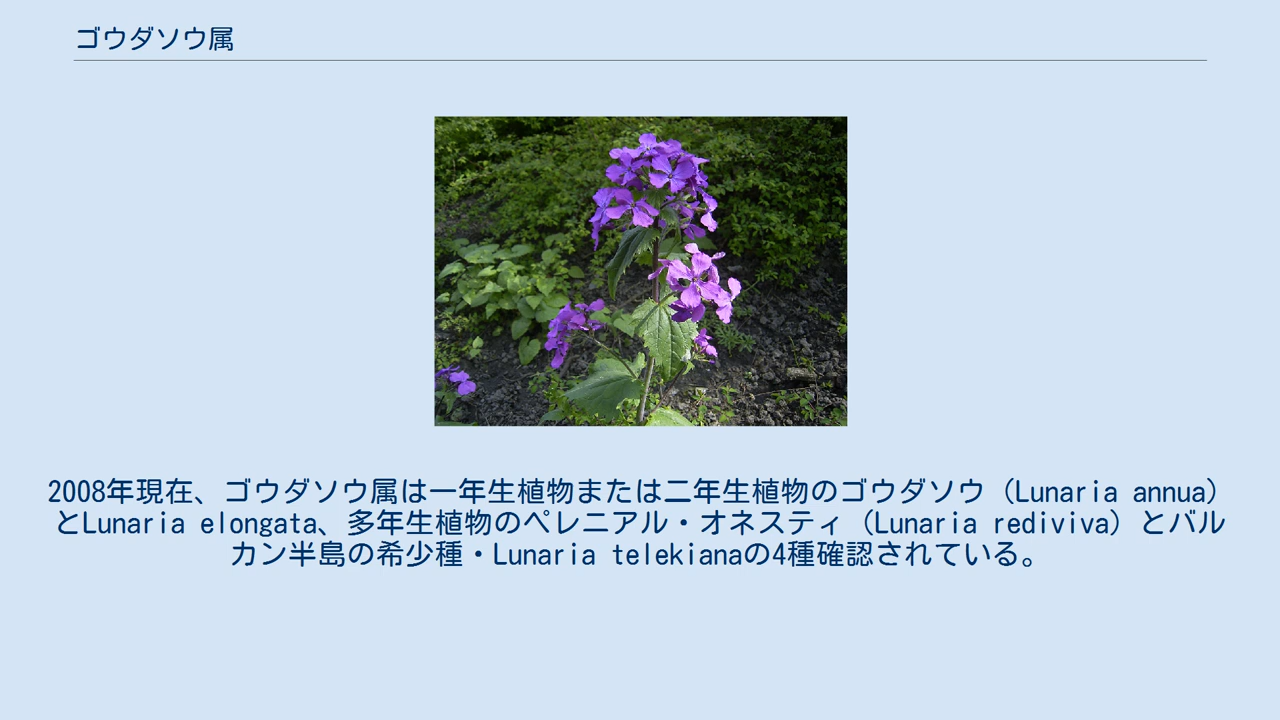 ゴウダソウ属
2008年現在、ゴウダソウ属は一年生植物または二年生植物のゴウダソウ（Lunaria annua）
とLunaria elongata、多年生植物のペレニアル・オネスティ（Lunaria rediviva）とバル
カン半島の希少種・Lunaria telekianaの4種確認されている。